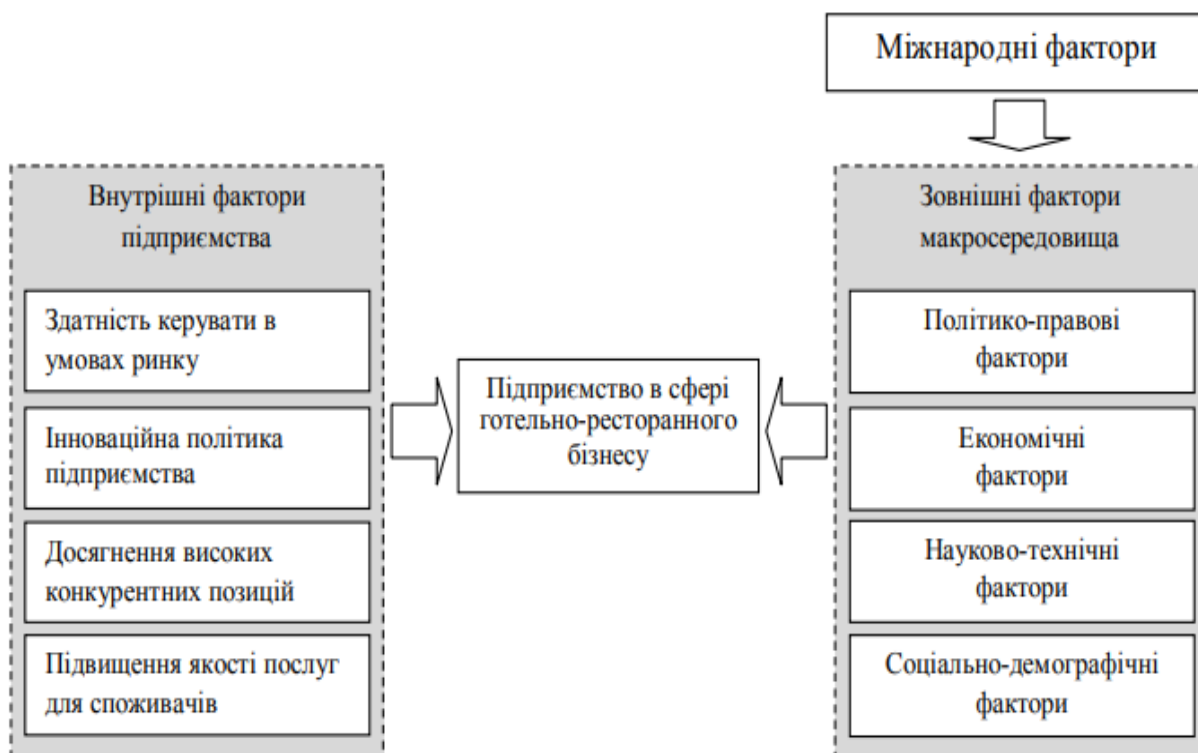 Міжнародні фактори
Внутрішні фактори
підприємства
Здатність керувати в
умовах ринку
Інноваційна політика
підприємства
Досягнення високих
конкурентних позицій
Підвищення якості послуг
для споживачів
Підприємство в сфері
готельно-ресторанного
бізнесу
Зовнішні фактори
макросередовища
Політико-правові
фактори
Економічні
фактори
Науково-технічні
фактори
Соціально-демографічні
фактори